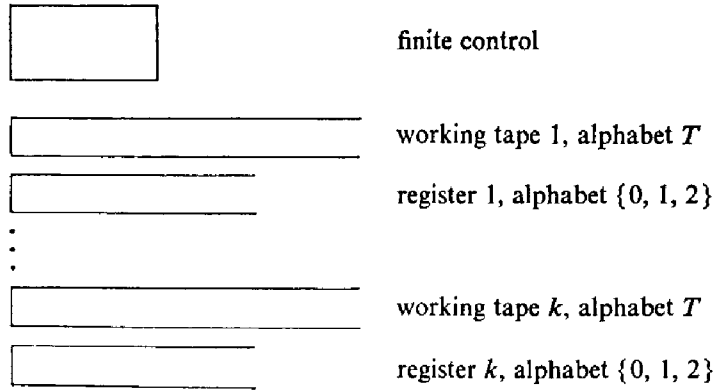 finite control
working tape 1, alphabet T
register 1, alphabet {0, 1, 2}
working tape k, alphabet T
register k, alphabet {0, 1, 2}